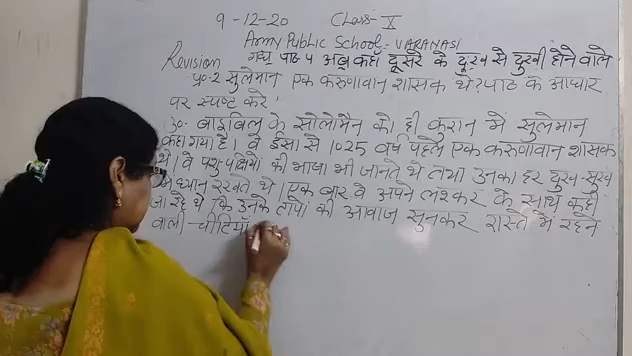 9-12-20 Class- X
Army Public School- VARANASI
Revision गद्य पाठ 4 अब कहाँ दूसरे के दुख से दुखी होने वाले
प्र०-2 सुलेमान एक करुणावान शासक थे? पाठ के आधार
पर स्पष्ट करे।
उ०- बाइबिल के सोलोमेन को ही कुरान में सुलेमान
कहा गया है। वे ईसा से 1025 वर्ष पहले एक करुणावान शासक
थे। वे पशु-पक्षियों की भाषा भी जानते थे तथा उनका हर दुख-सुख
ध्यान रखते थे। एक बार वे अपने लश्कर के साथ कही
जा रहे थे कि उनके टापों की आवाज सुनकर रास्ते में रहने
वाली चीटियाँ